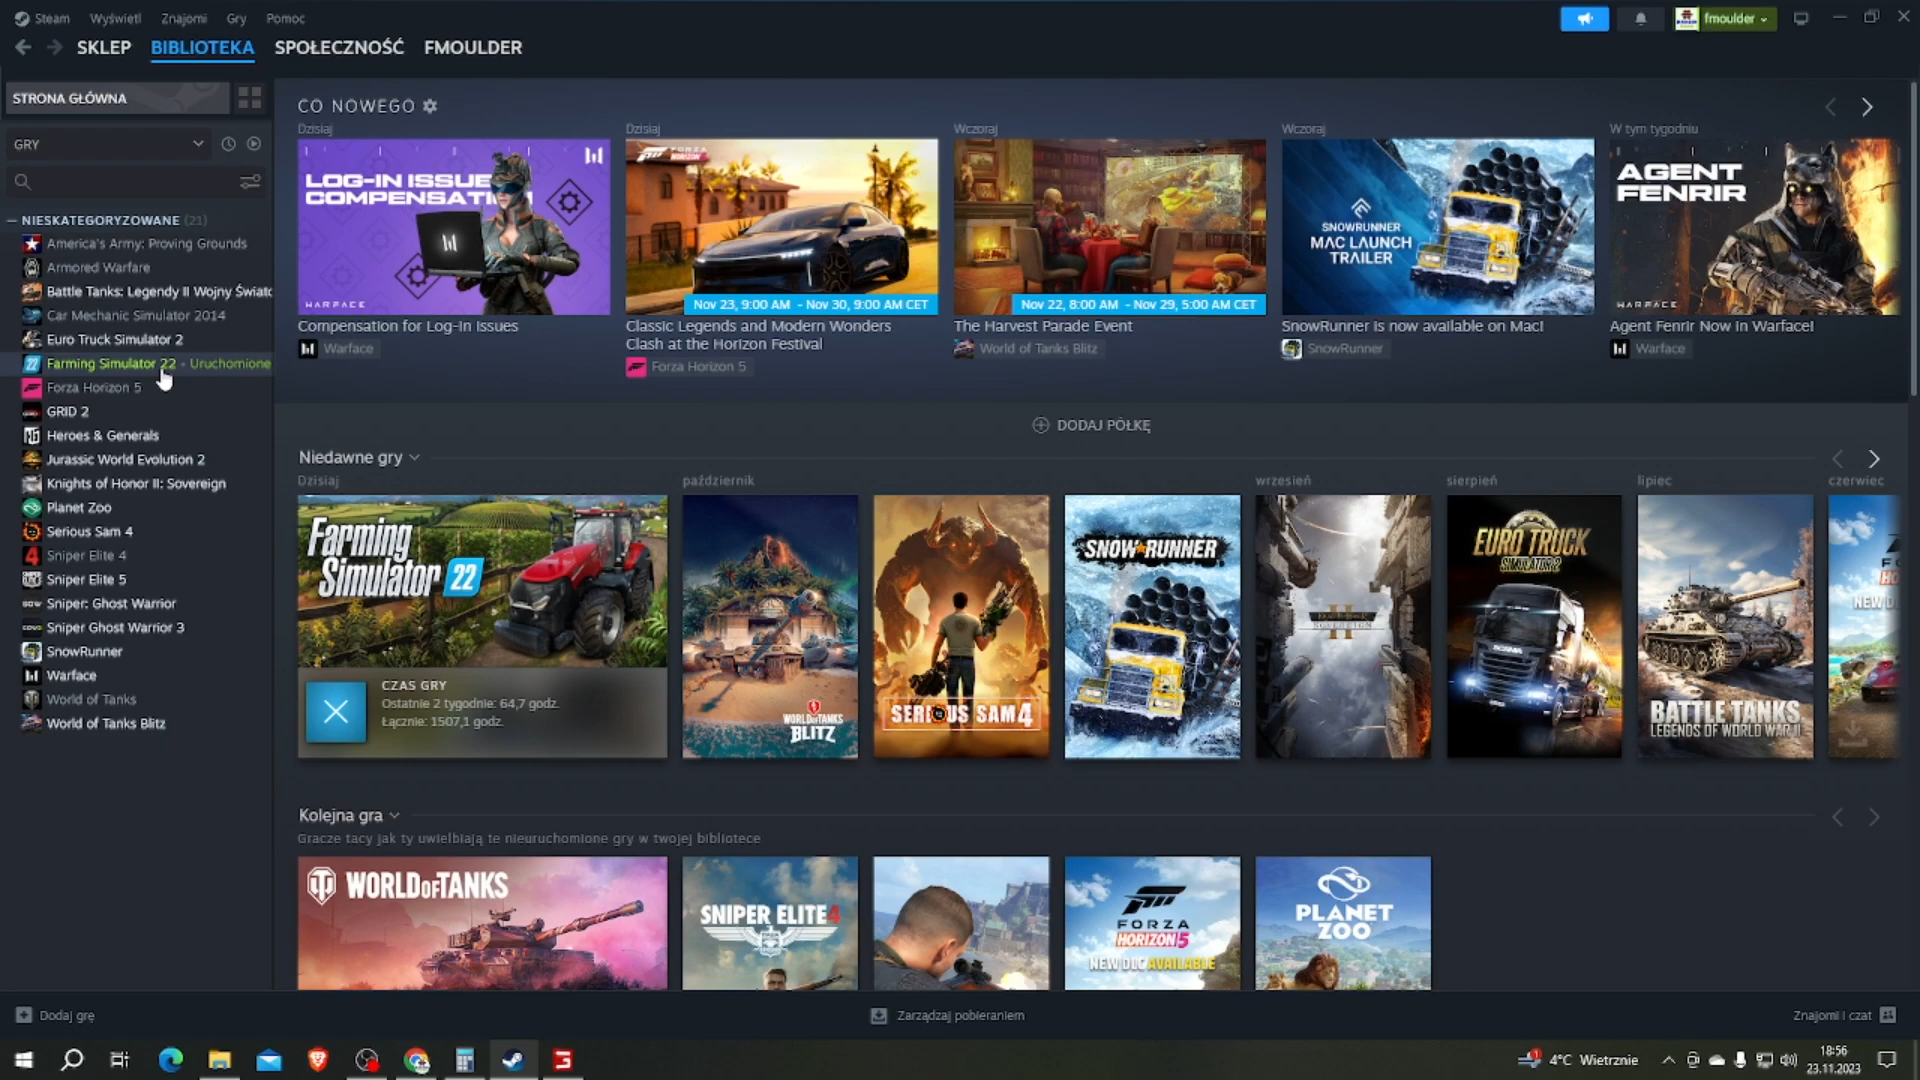 Steam Wyświetl Znajomi Gry Pomoc
fmoulder
SKLEP BIBLIOTEKA SPOŁECZNOŚĆ FMOULDER
STRONA GŁÓWNA
GRY
NIESKATEGORYZOWANE (21)
America's Army: Proving Grounds
Armored Warfare
Battle Tanks: Legendy II Wojny Świato
Car Mechanic Simulator 2014
Euro Truck Simulator 2
Farming Simulator 22 - Uruchomione
Forza Horizon 5
GRID 2
Heroes & Generals
Jurassic World Evolution 2
Knights of Honor II: Sovereign
Planet Zoo
Serious Sam 4
Sniper Elite 4
Sniper Elite 5
Sniper: Ghost Warrior
Sniper Ghost Warrior 3
SnowRunner
Warface
World of Tanks
World of Tanks Blitz
CO NOWEGO
Dzisiaj
LOG-IN ISSUE
COMPENSATI
WARFACE
Compensation for Log-In Issues
Warface
Dzisiaj
FORZA
HORIZON
Nov 23, 9:00 AM - Nov 30, 9:00 AM CET
Classic Legends and Modern Wonders
Clash at the Horizon Festival
Forza Horizon 5
Wczoraj
Nov 22, 8:00 AM - Nov 29, 5:00 AM CET
The Harvest Parade Event
World of Tanks Blitz
Wczoraj
SNOWRUNNER
MAC LAUNCH
TRAILER
SnowRunner is now available on Mac!
SnowRunner
W tym tygodniu
AGENT
FENRIR
WARFACE
Agent Fenrir Now in Warface!
Warface
DODAJ PÓŁKĘ
Niedawne gry
Dzisiaj
Farming
Simulator 22
CZAS GRY
Ostatnie 2 tygodnie: 64,7 godz.
Łącznie: 1507,1 godz.
październik
WORLD OF TANKS
BLITZ
SERIOUS SAM 4
SNOWRUNNER
wrzesień
II
sierpień
EURO TRUCK
SIMULATOR 2
SCANIA
lipiec
BATTLE TANKS
LEGENDS OF WORLD WAR II
czerwiec
Kolejna gra
Gracze tacy jak ty uwielbiają te nieuruchomione gry w twojej bibliotece
WORLD OF TANKS
SNIPER ELITE 4
FORZA
HORIZON 5
NEW DLC AVAILABLE
PLANET
ZOO
Dodaj grę
Zarządzaj pobieraniem
Znajomi i czat
4°C Wietrznie
18:56
23.11.2023